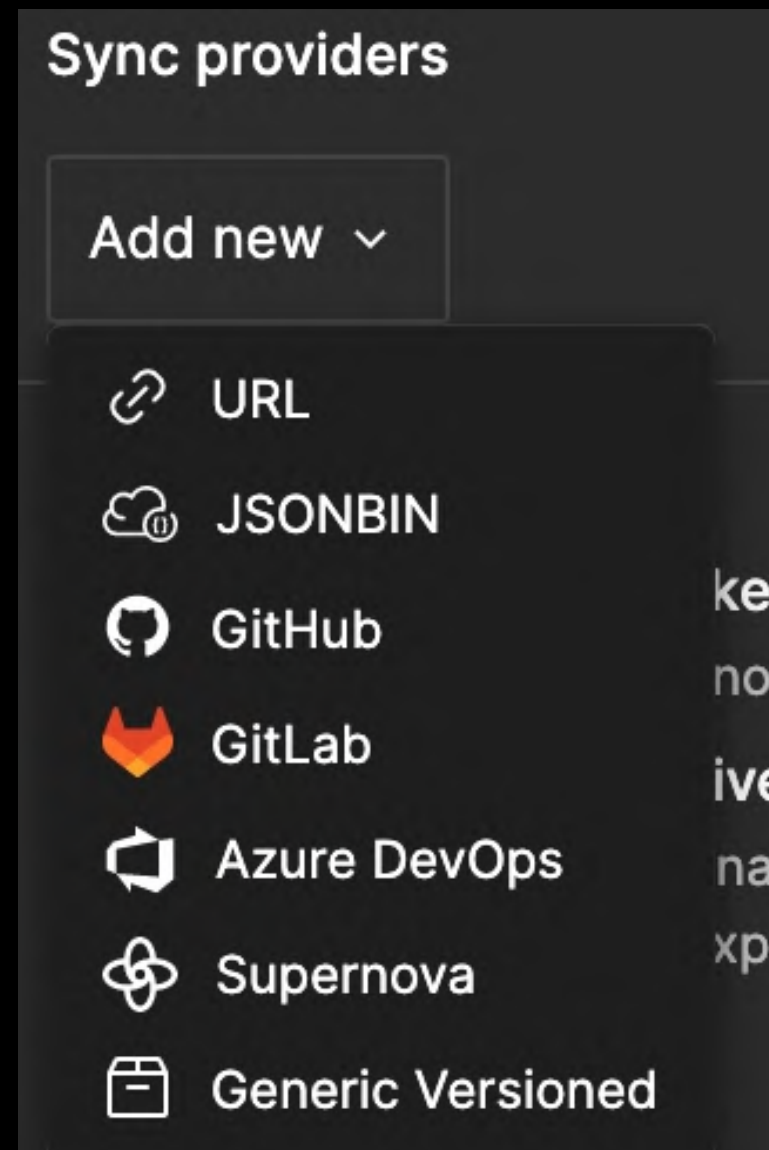 Sync providers
Add new
URL
JSONBIN
GitHub
GitLab
Azure DevOps
Supernova
Generic Versioned